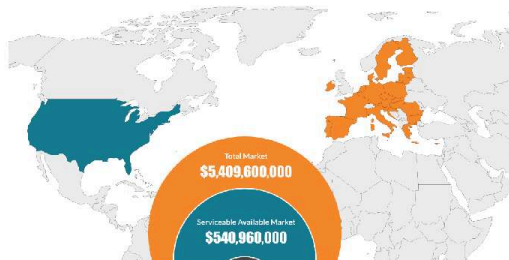 Total Market
$5,409,600,000
Serviceable Available Market
$540,960,000